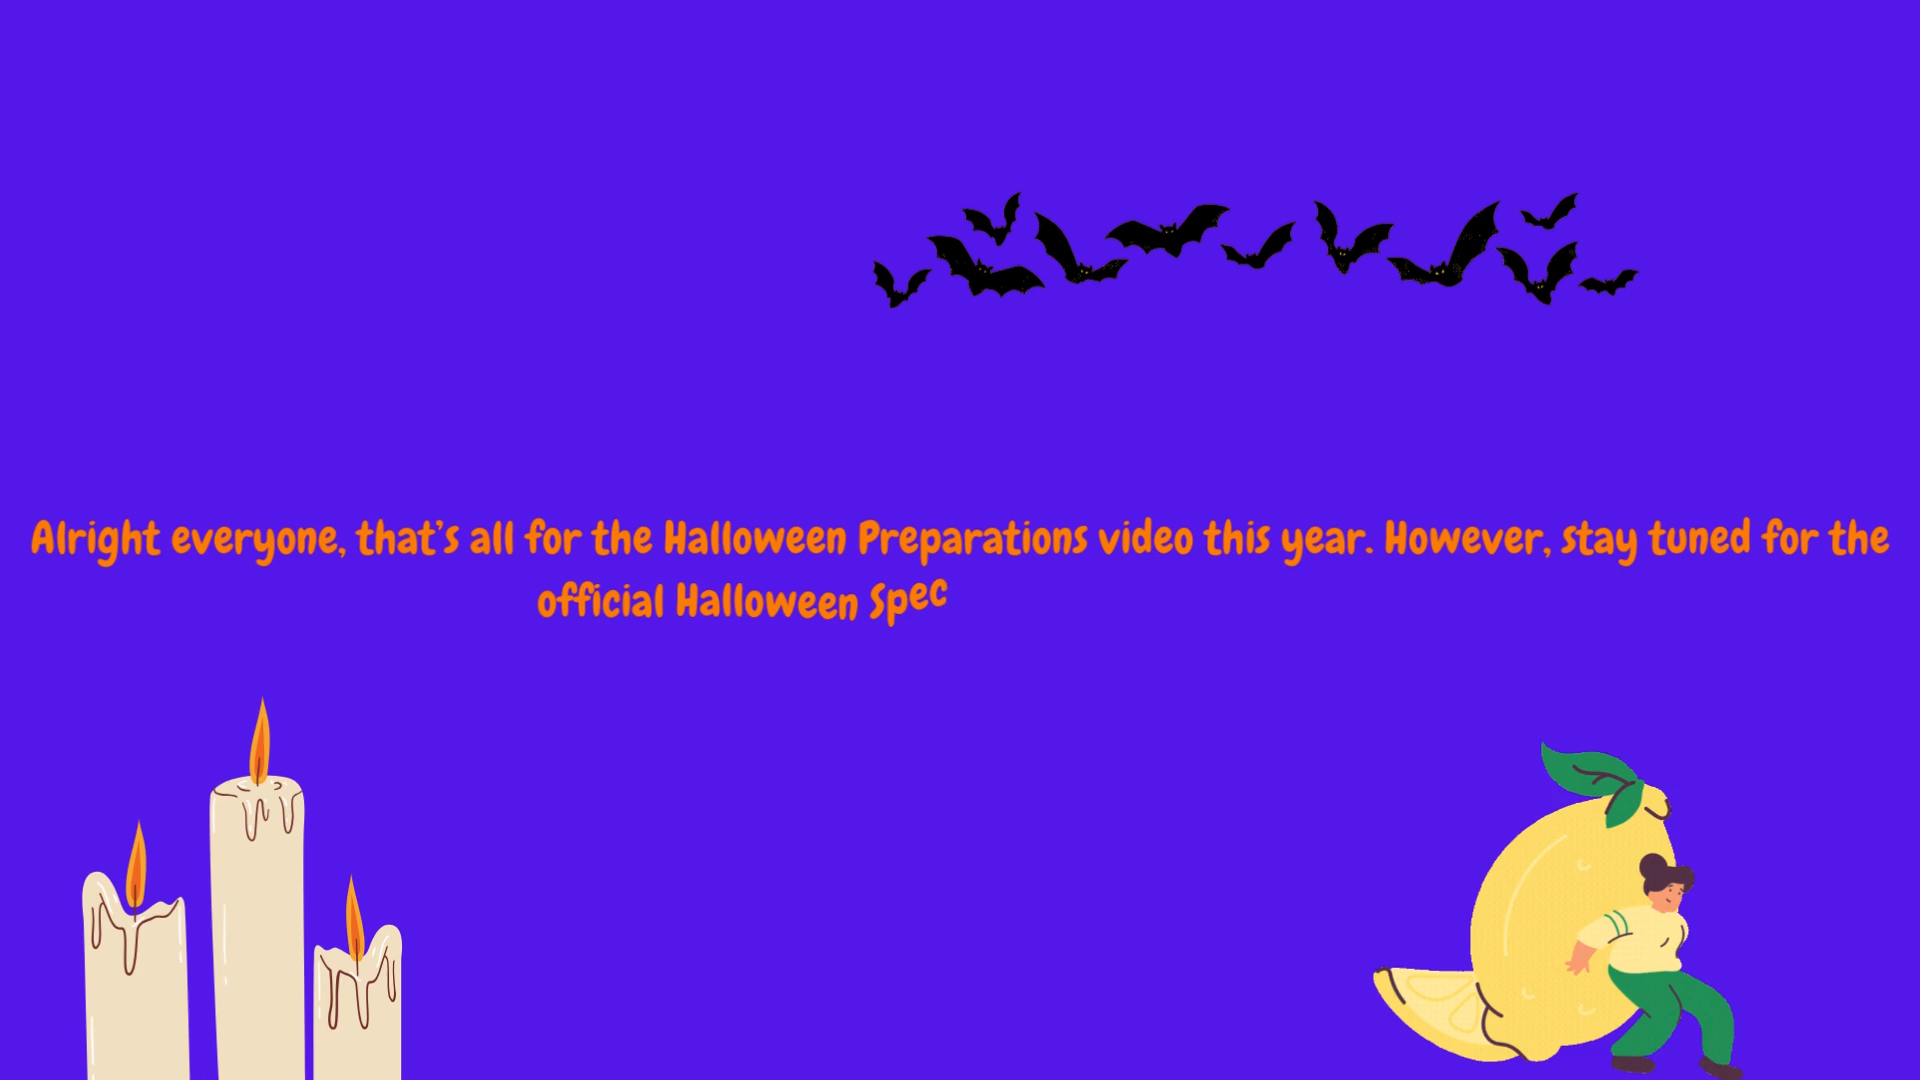 Alright everyone, that's all for the Halloween Preparations video this year. However, stay tuned for the
official Halloween Spec